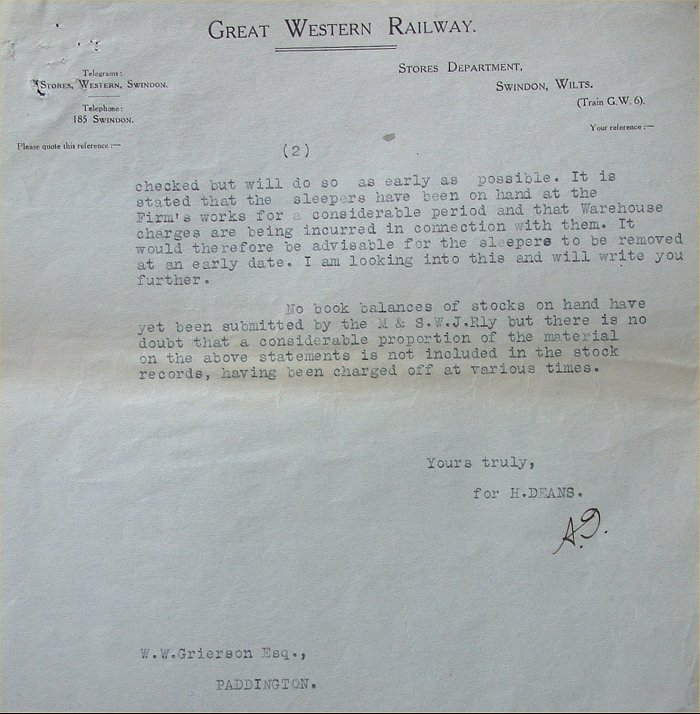 GREAT WESTERN RAILWAY.
Telegrams:
STORES, WESTERN, SWINDON.
Telephone:
185 SWINDON.
Please quote this reference:—
STORES DEPARTMENT,
SWINDON, WILTS.
(Train G.W. 6).
Your reference:—
(2)
checked but will do so as early as possible. It is
stated that the sleepers have been on hand at the
Firm's works for a considerable period and that Warehouse
charges are being incurred in connection with them. It
would therefore be advisable for the sleepers to be removed
at an early date. I am looking into this and will write you
further.
No book balances of stocks on hand have
yet been submitted by the M & S.W.J.Rly but there is no
doubt that a considerable proportion of the material
on the above statements is not included in the stock
records, having been charged off at various times.
Yours truly,
for H.DEANS.
A.D.
W.W.Grierson Esq.,
PADDINGTON.